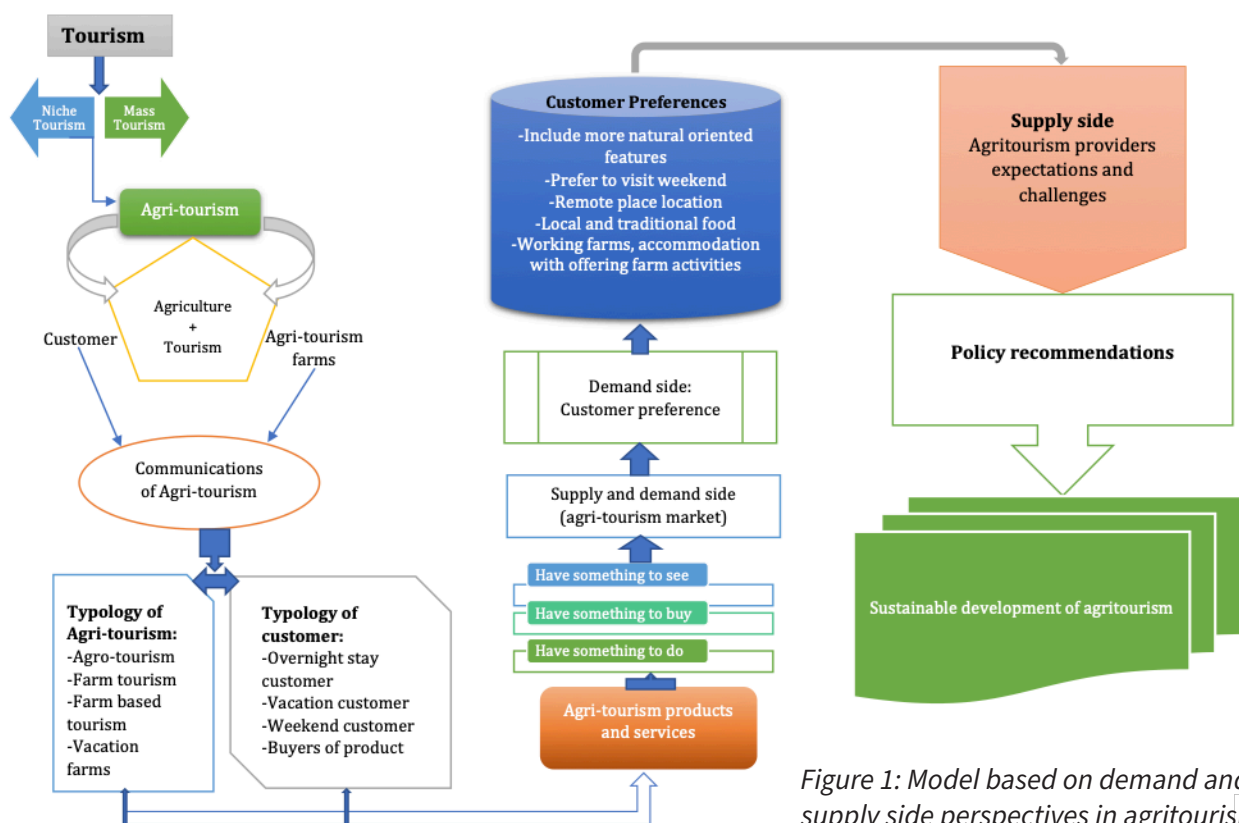 Tourism
Niche
Tourism
Mass
Tourism
Agri-tourism
Agriculture
+
Tourism
Customer
Agri-tourism
farms
Communications
of Agri-tourism
Typology of
Agri-tourism:
-Agro-tourism
-Farm tourism
-Farm based
tourism
-Vacation
farms
Typology of
customer:
-Overnight stay
customer
-Vacation customer
-Weekend customer
-Buyers of product
Customer Preferences
-Include more natural oriented
features
-Prefer to visit weekend
-Remote place location
-Local and traditional food
-Working farms, accommodation
with offering farm activities
Demand side:
Customer preference
Supply and demand side
(agri-tourism market)
Have something to see
Have something to buy
Have something to do
Agri-tourism products
and services
Supply side
Agritourism providers
expectations and
challenges
Policy recommendations
Sustainable development of agritourism
Figure 1: Model based on demand and
supply side perspectives in